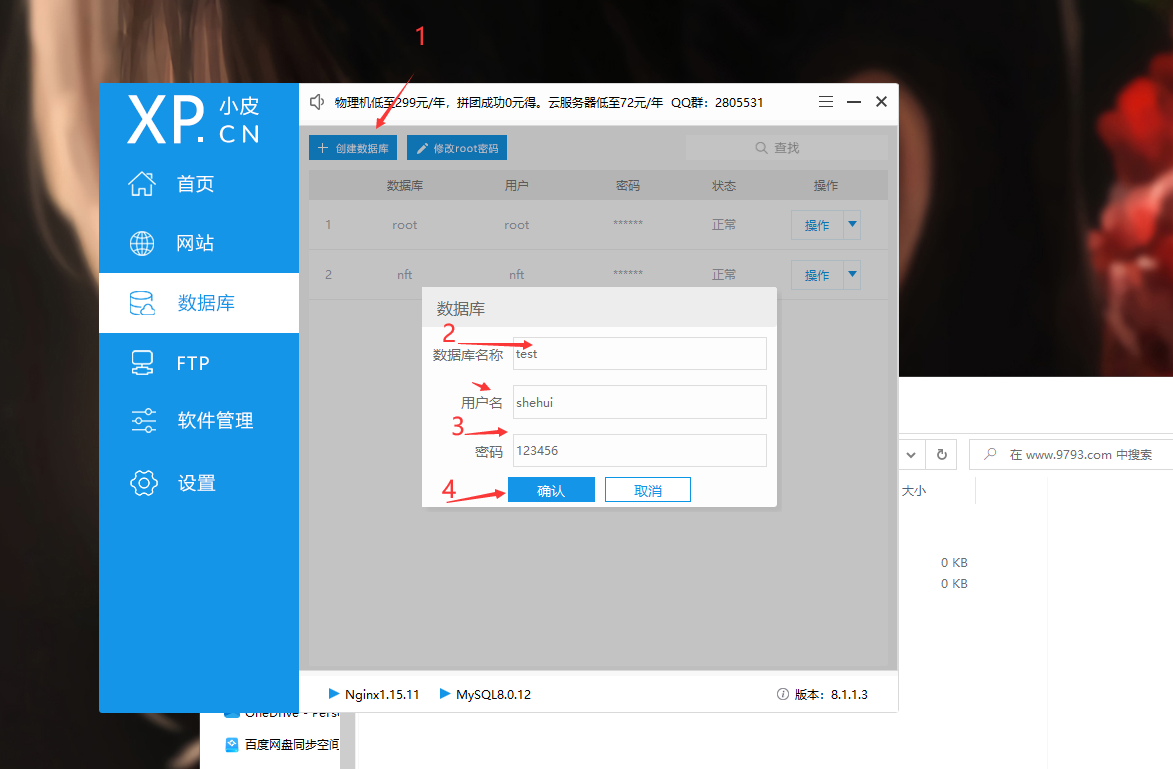 1
XP.CN 小皮
物理机低至299元/年，拼团成功0元得。云服务器低至72元/年 QQ群：2805531
创建数据库 修改root密码 查找
数据库 用户 密码 状态 操作
1 root root ****** 正常 操作
2 nft nft ****** 正常 操作
首页
网站
数据库
FTP
软件管理
设置
数据库
2
数据库名称 test
用户名 shehui
3
密码 123456
4
确认 取消
Nginx1.15.11 MySQL8.0.12 版本：8.1.1.3
在 www.9793.com 中搜索
大小
0 KB
0 KB
OneDrive - Pers
百度网盘同步空间